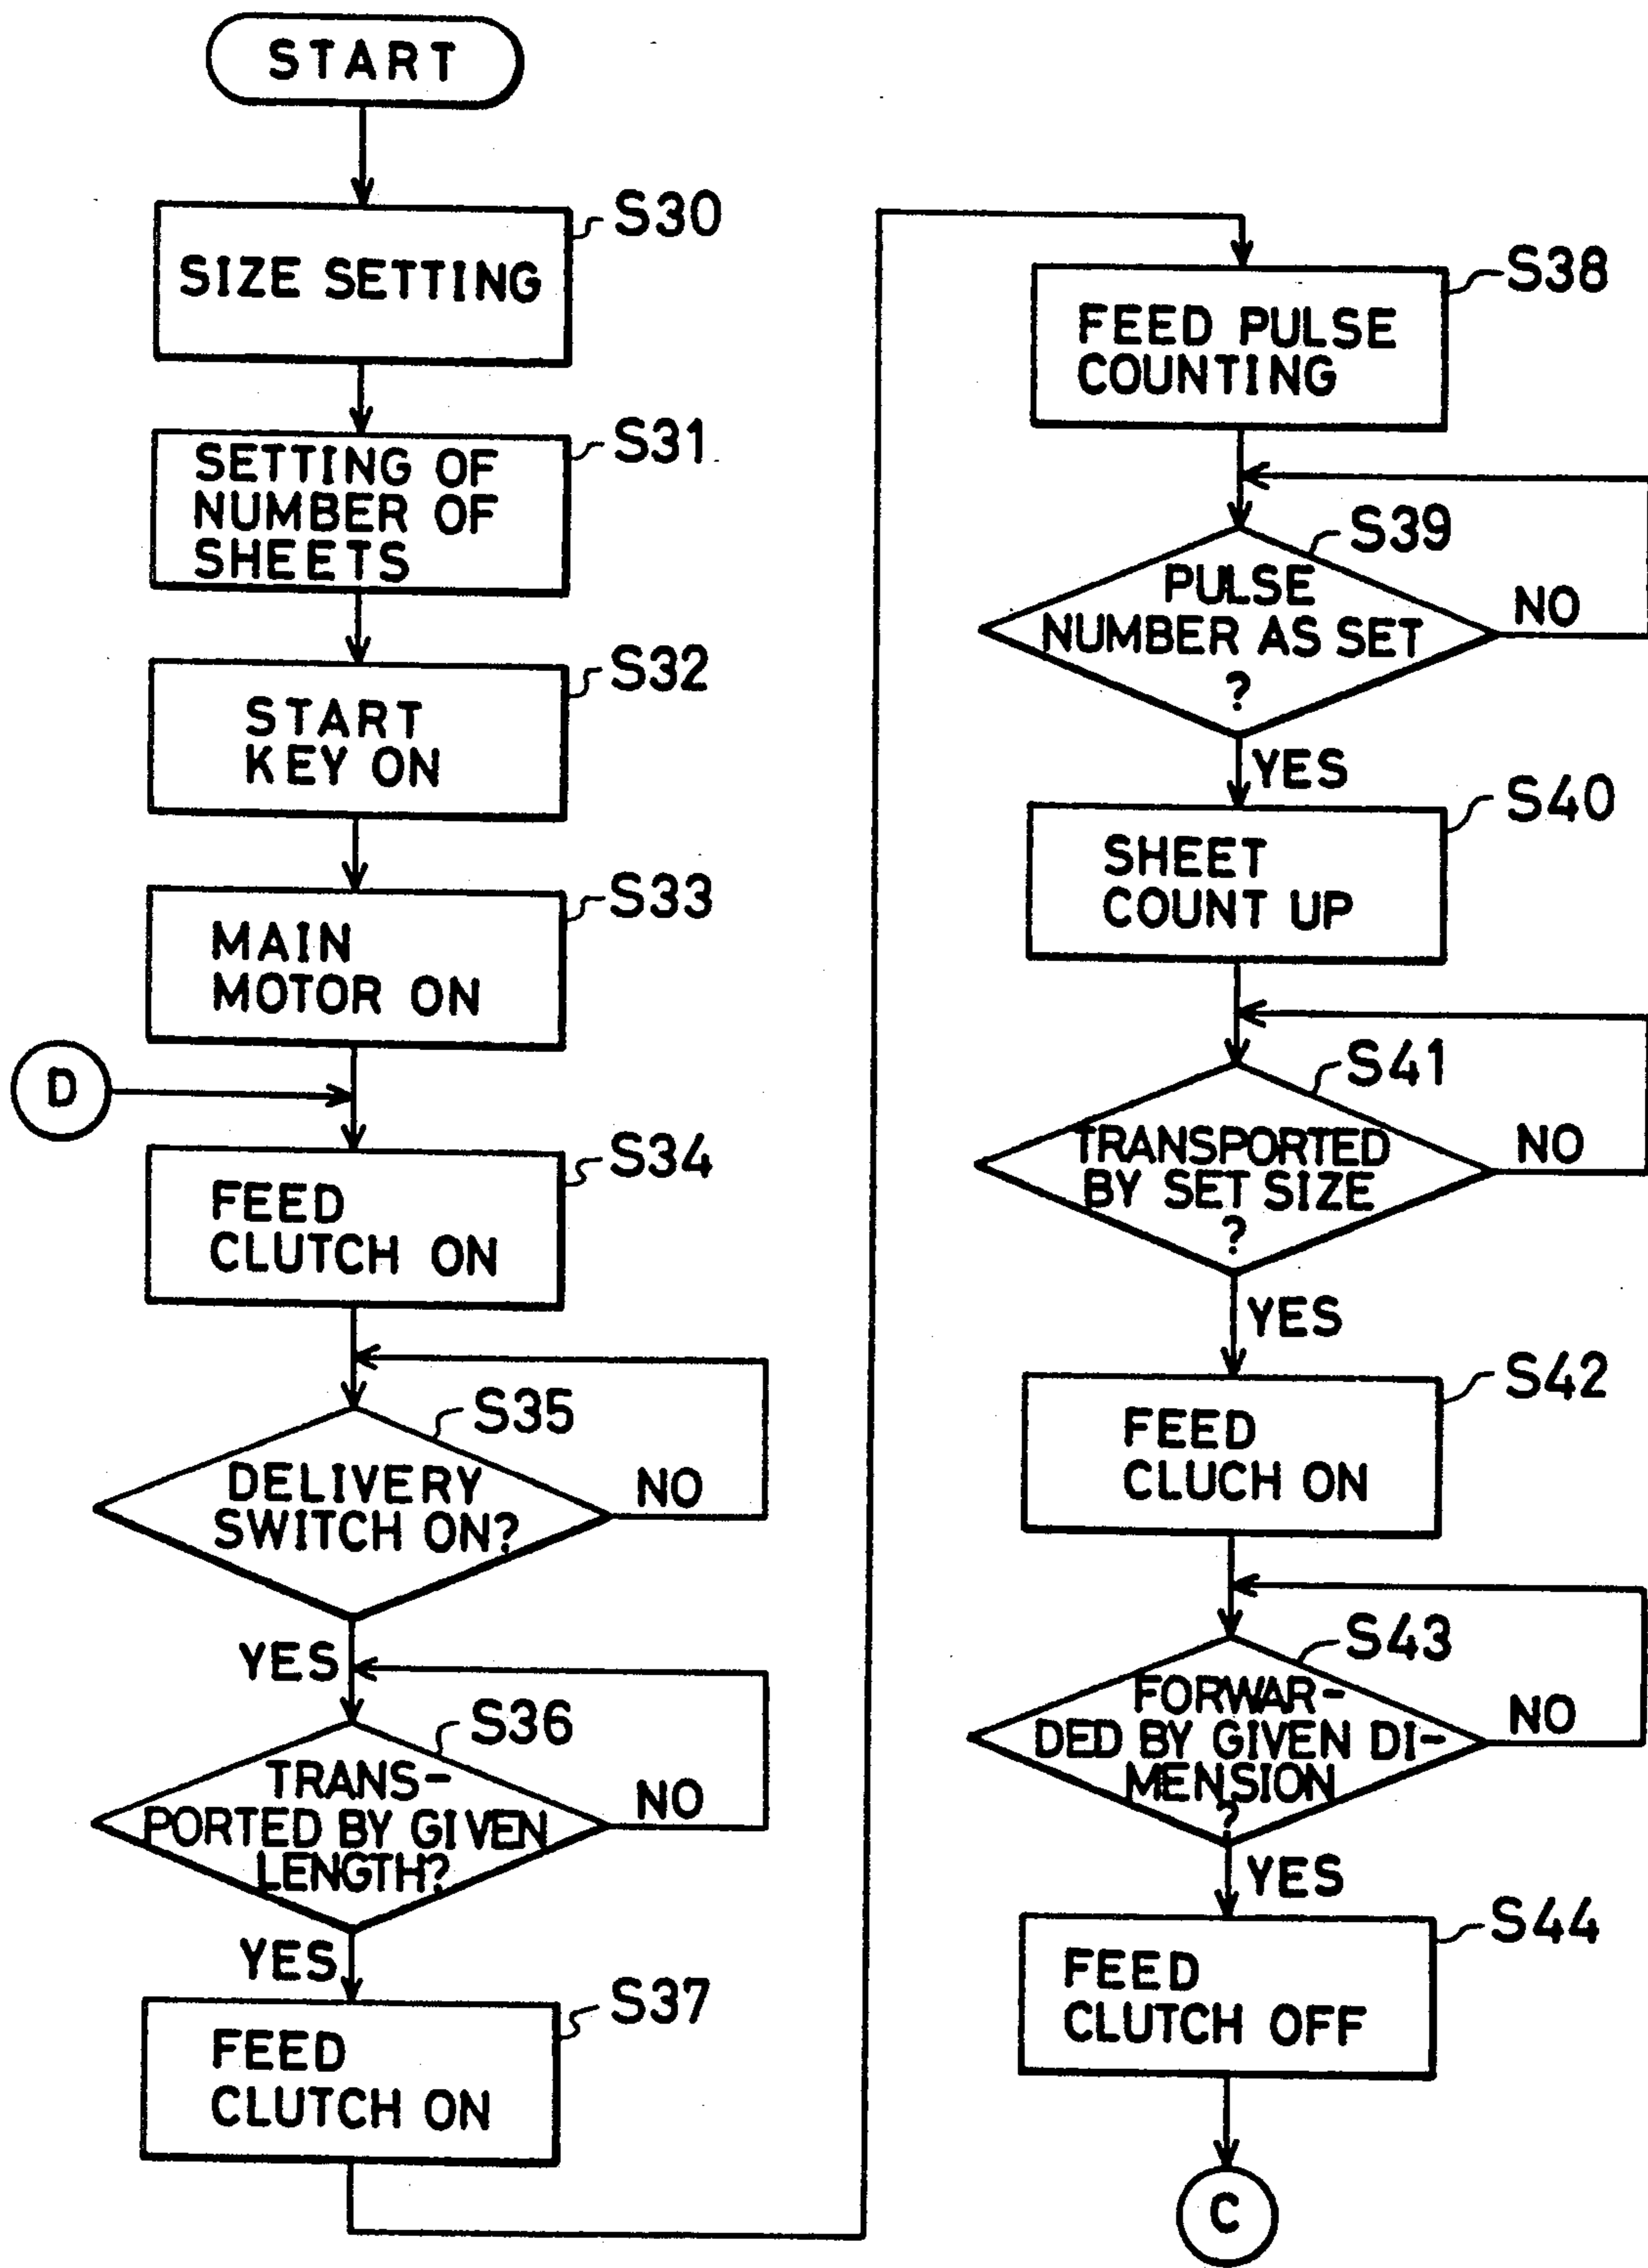 START
S30
SIZE SETTING
S31
SETTING OF
NUMBER OF
SHEETS
S32
START
KEY ON
S33
MAIN
MOTOR ON
D
S34
FEED
CLUTCH ON
S35
DELIVERY
SWITCH ON?
NO
YES
S36
TRANS-
PORTED BY GIVEN
LENGTH?
NO
YES
S37
FEED
CLUTCH ON
S38
FEED PULSE
COUNTING
S39
PULSE
NUMBER AS SET
?
NO
YES
S40
SHEET
COUNT UP
S41
TRANSPORTED
BY SET SIZE
?
NO
YES
S42
FEED
CLUCH ON
S43
FORWAR-
DED BY GIVEN DI-
MENSION
?
NO
YES
S44
FEED
CLUTCH OFF
C